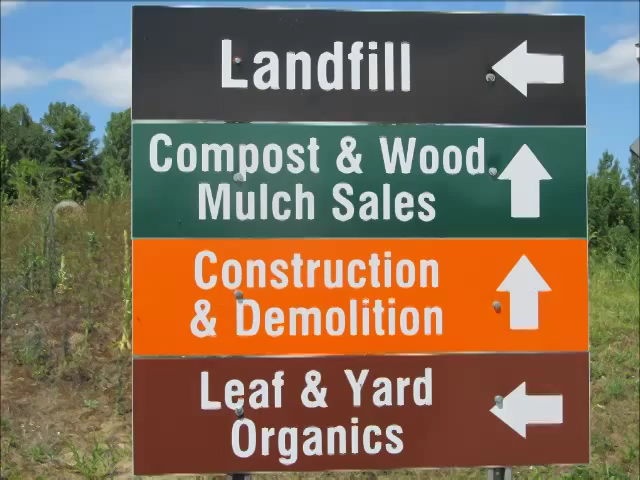 Landfill
Compost & Wood
Mulch Sales
Construction
& Demolition
Leaf & Yard
Organics